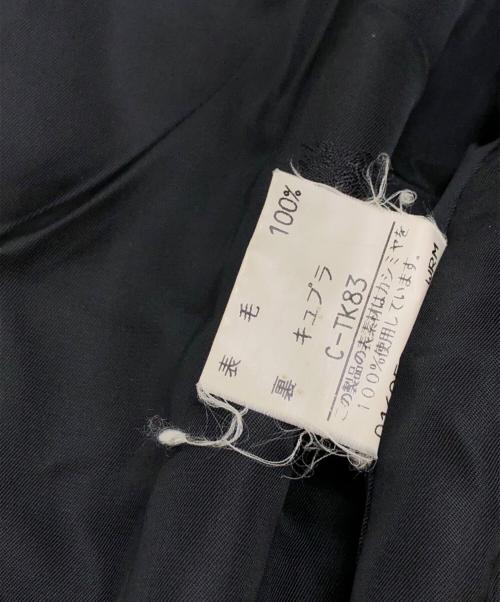 表 毛 100%
裏 キュプラ
C-TK83
この製品の表素材はカシミヤを
100%使用しています。
WRM